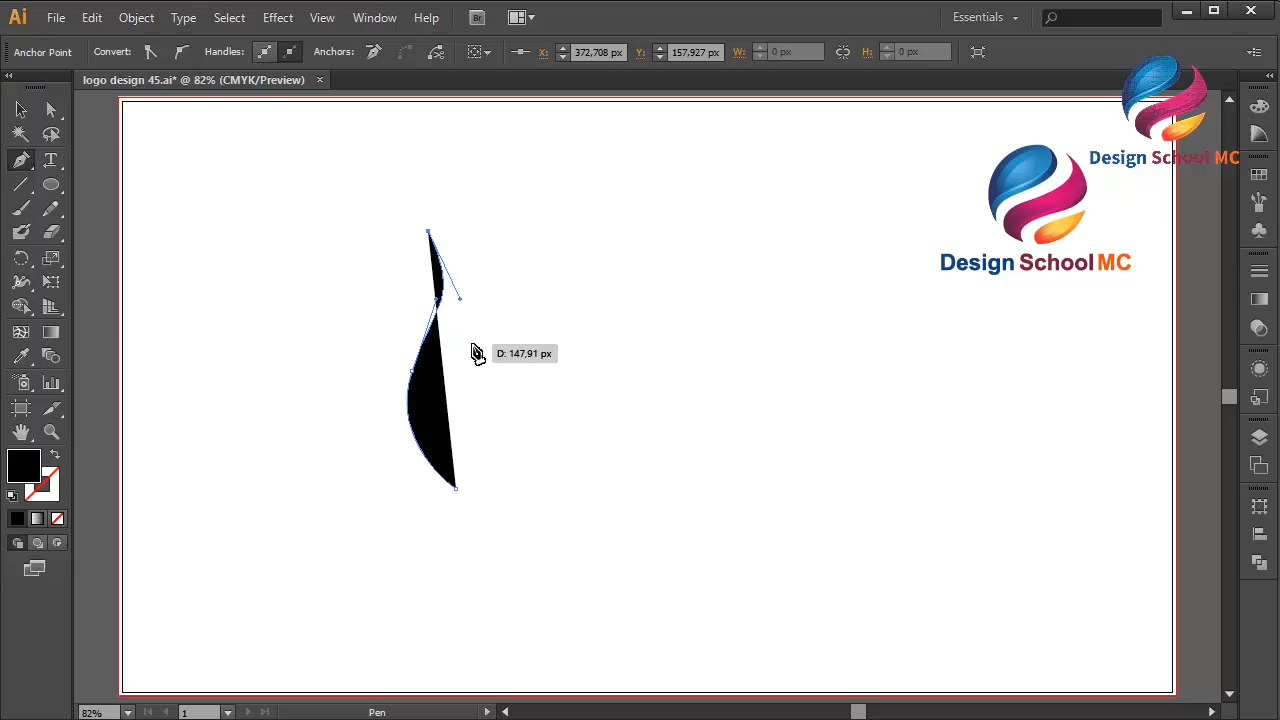 Ai File Edit Object Type Select Effect View Window Help Br Essentials
Anchor Point Convert: Handles: Anchors: X: 372,708 px Y: 157,927 px W: 0 px H: 0 px
logo design 45.ai* @ 82% (CMYK/Preview) ×
Design School MC
Design School MC
D: 147,91 px
82% 1 Pen